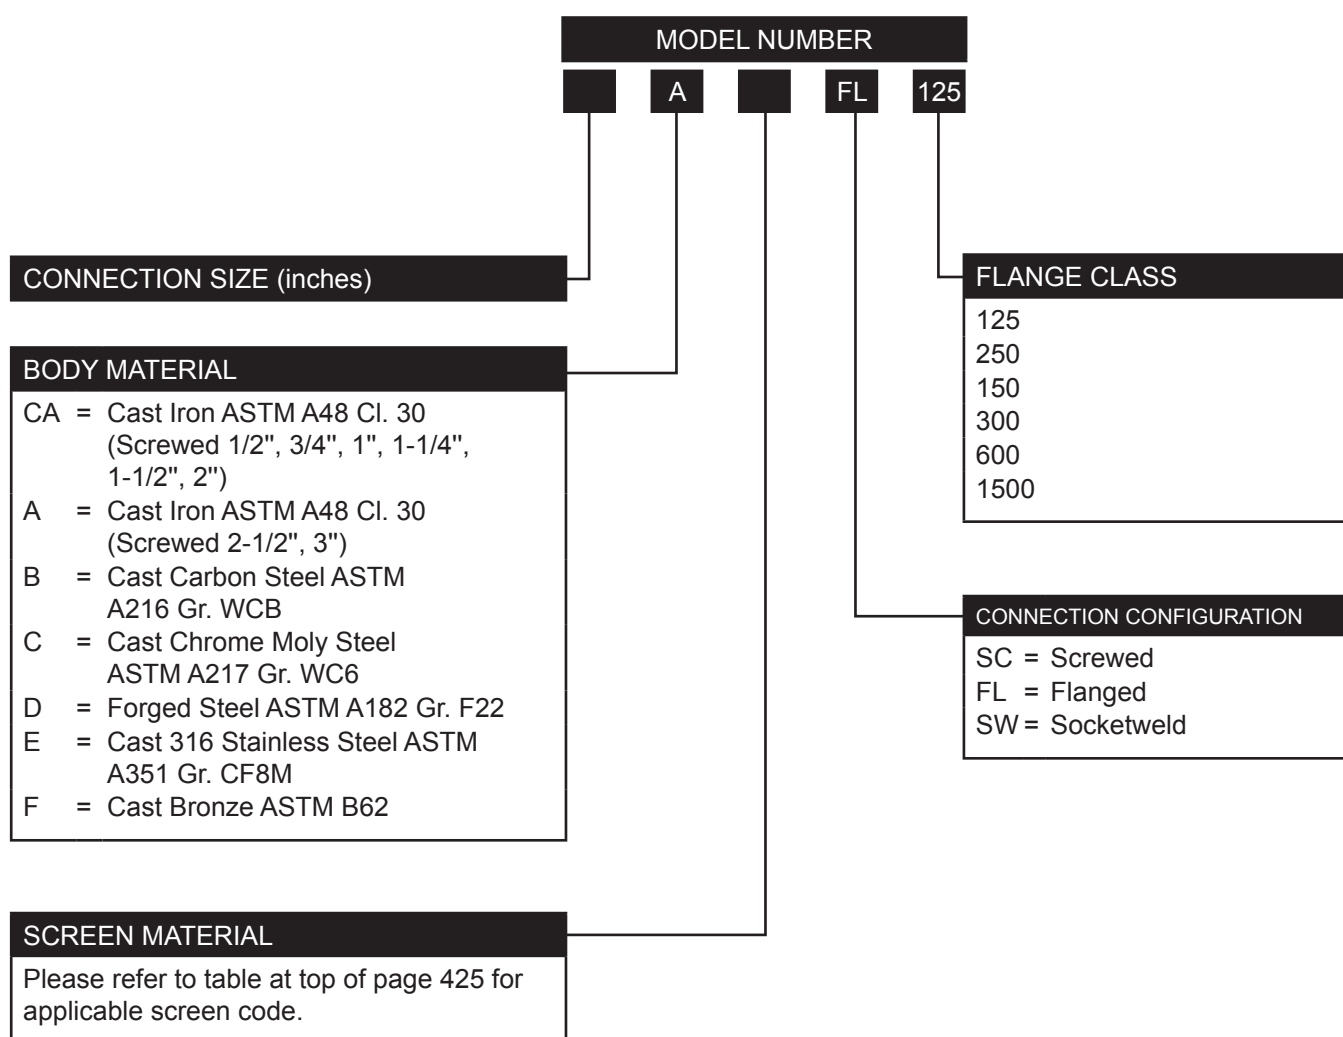 MODEL NUMBER
A FL 125
CONNECTION SIZE (inches)
BODY MATERIAL
CA = Cast Iron ASTM A48 Cl. 30
(Screwed 1/2", 3/4", 1", 1-1/4",
1-1/2", 2")
A = Cast Iron ASTM A48 Cl. 30
(Screwed 2-1/2", 3")
B = Cast Carbon Steel ASTM
A216 Gr. WCB
C = Cast Chrome Moly Steel
ASTM A217 Gr. WC6
D = Forged Steel ASTM A182 Gr. F22
E = Cast 316 Stainless Steel ASTM
A351 Gr. CF8M
F = Cast Bronze ASTM B62
SCREEN MATERIAL
Please refer to table at top of page 425 for
applicable screen code.
FLANGE CLASS
125
250
150
300
600
1500
CONNECTION CONFIGURATION
SC = Screwed
FL = Flanged
SW = Socketweld